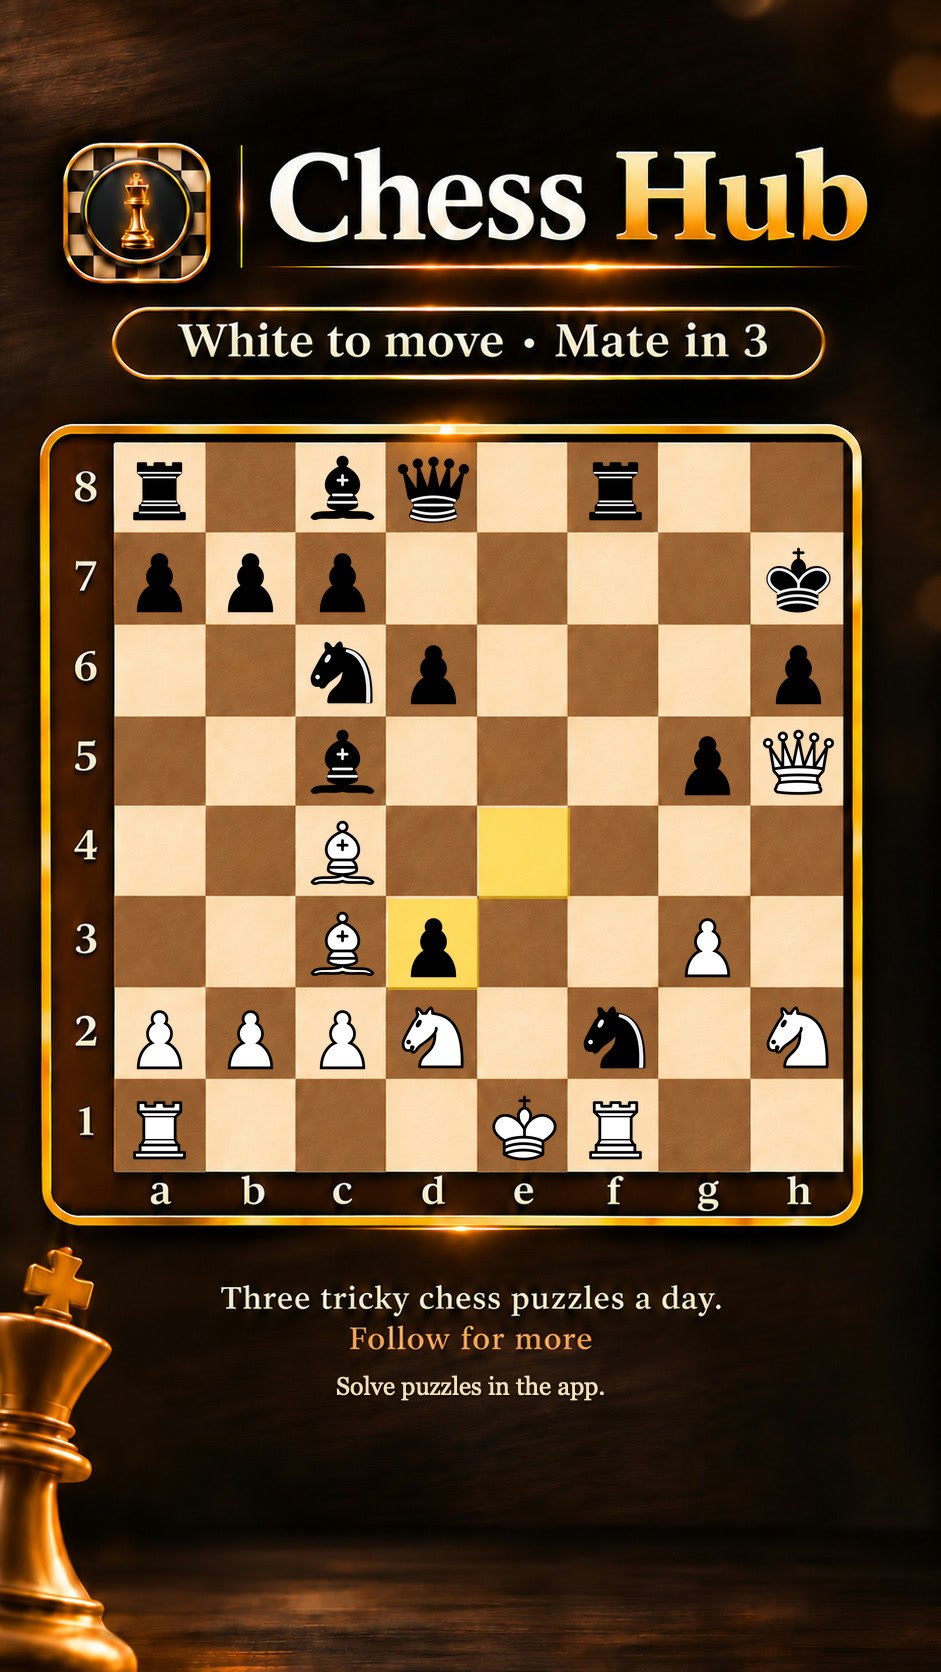 Chess Hub
White to move • Mate in 3
8
7
6
5
4
3
2
1
a b c d e f g h
Three tricky chess puzzles a day.
Follow for more
Solve puzzles in the app.